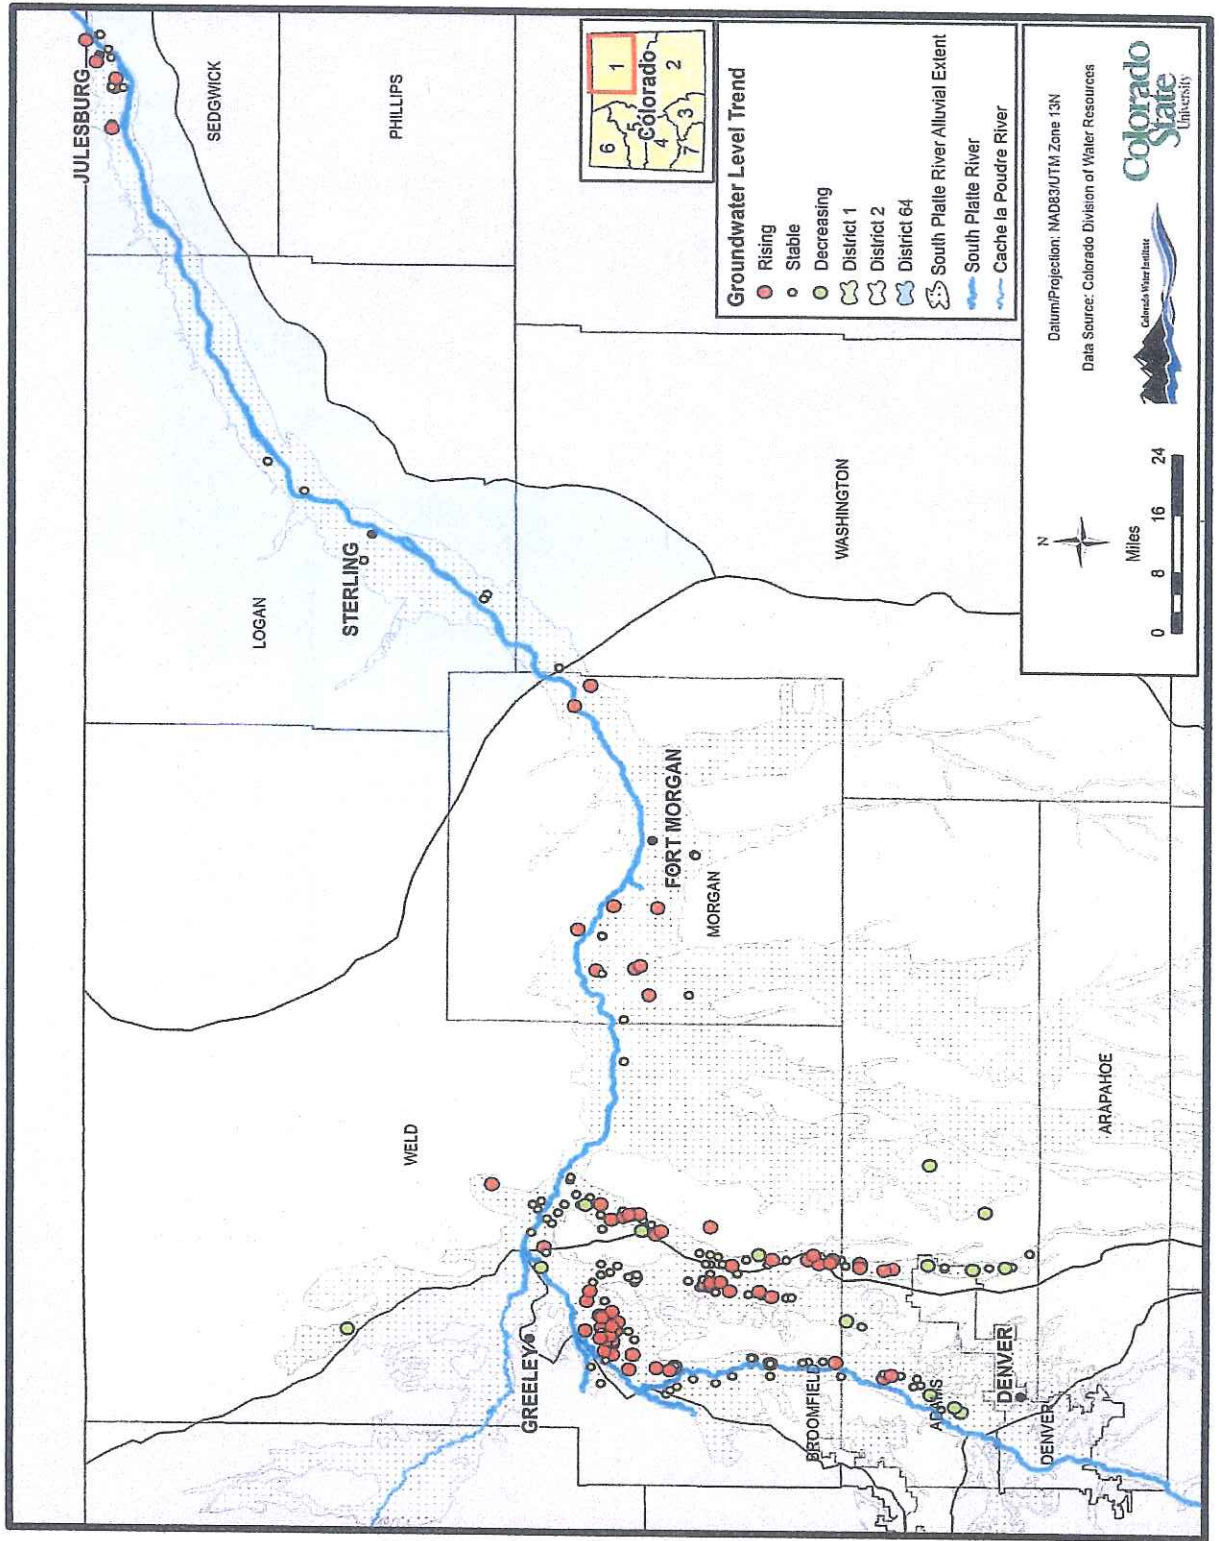 JULESBURG
SEDGWICK
PHILLIPS
LOGAN
STERLING
WASHINGTON
FORT MORGAN
MORGAN
WELD
GREELEY
BROOMFIELD
ADAMS
DENVER
DENVER
ARAPAHOE
6
5
1
4
Colorado
2
7
3
Groundwater Level Trend
Rising
Stable
Decreasing
District 1
District 2
District 64
South Platte River Alluvial Extent
South Platte River
Cache la Poudre River
Datum/Projection: NAD83/UTM Zone 13N
Data Source: Colorado Division of Water Resources
N
Miles
0 8 16 24
Colorado Water Institute
Colorado
State
University